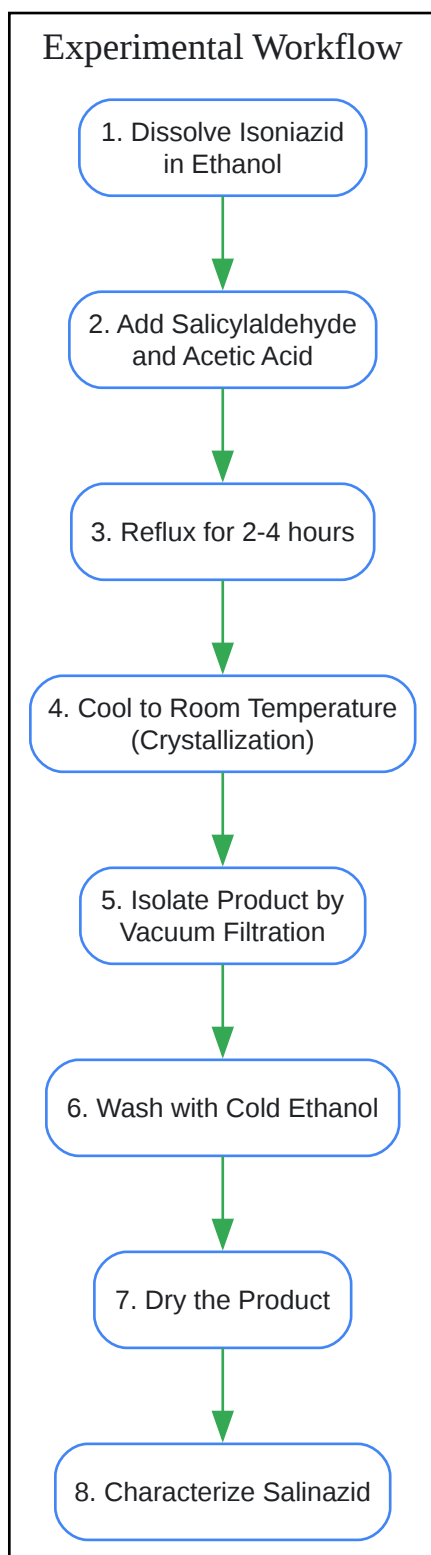 Experimental Workflow
1. Dissolve Isoniazid
in Ethanol
2. Add Salicylaldehyde
and Acetic Acid
3. Reflux for 2-4 hours
4. Cool to Room Temperature
(Crystallization)
5. Isolate Product by
Vacuum Filtration
6. Wash with Cold Ethanol
7. Dry the Product
8. Characterize Salinazid